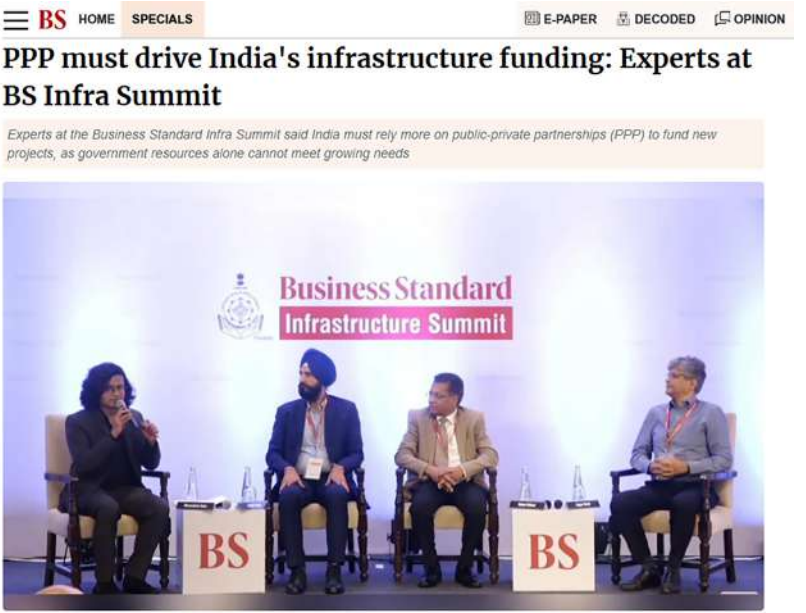 BS HOME SPECIALS E-PAPER DECODED OPINION
PPP must drive India's infrastructure funding: Experts at
BS Infra Summit
Experts at the Business Standard Infra Summit said India must rely more on public-private partnerships (PPP) to fund new
projects, as government resources alone cannot meet growing needs
Business Standard
Infrastructure Summit
BS
BS